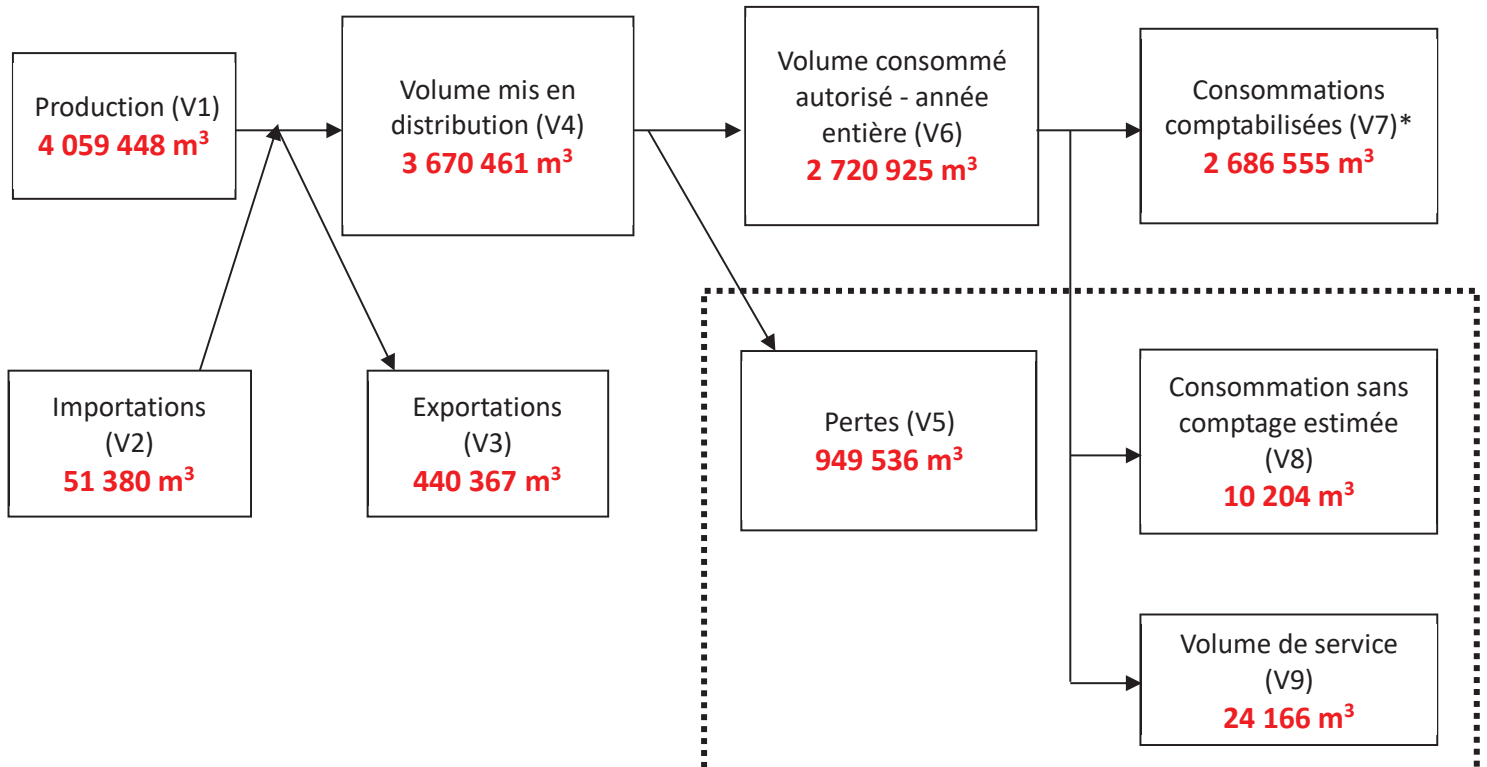 Production (V1)
4 059 448 m³
Volume mis en
distribution (V4)
3 670 461 m³
Volume consommé
autorisé - année
entière (V6)
2 720 925 m³
Consommations
comptabilisées (V7)*
2 686 555 m³
Importations
(V2)
51 380 m³
Exportations
(V3)
440 367 m³
Pertes (V5)
949 536 m³
Consommation sans
comptage estimée
(V8)
10 204 m³
Volume de service
(V9)
24 166 m³